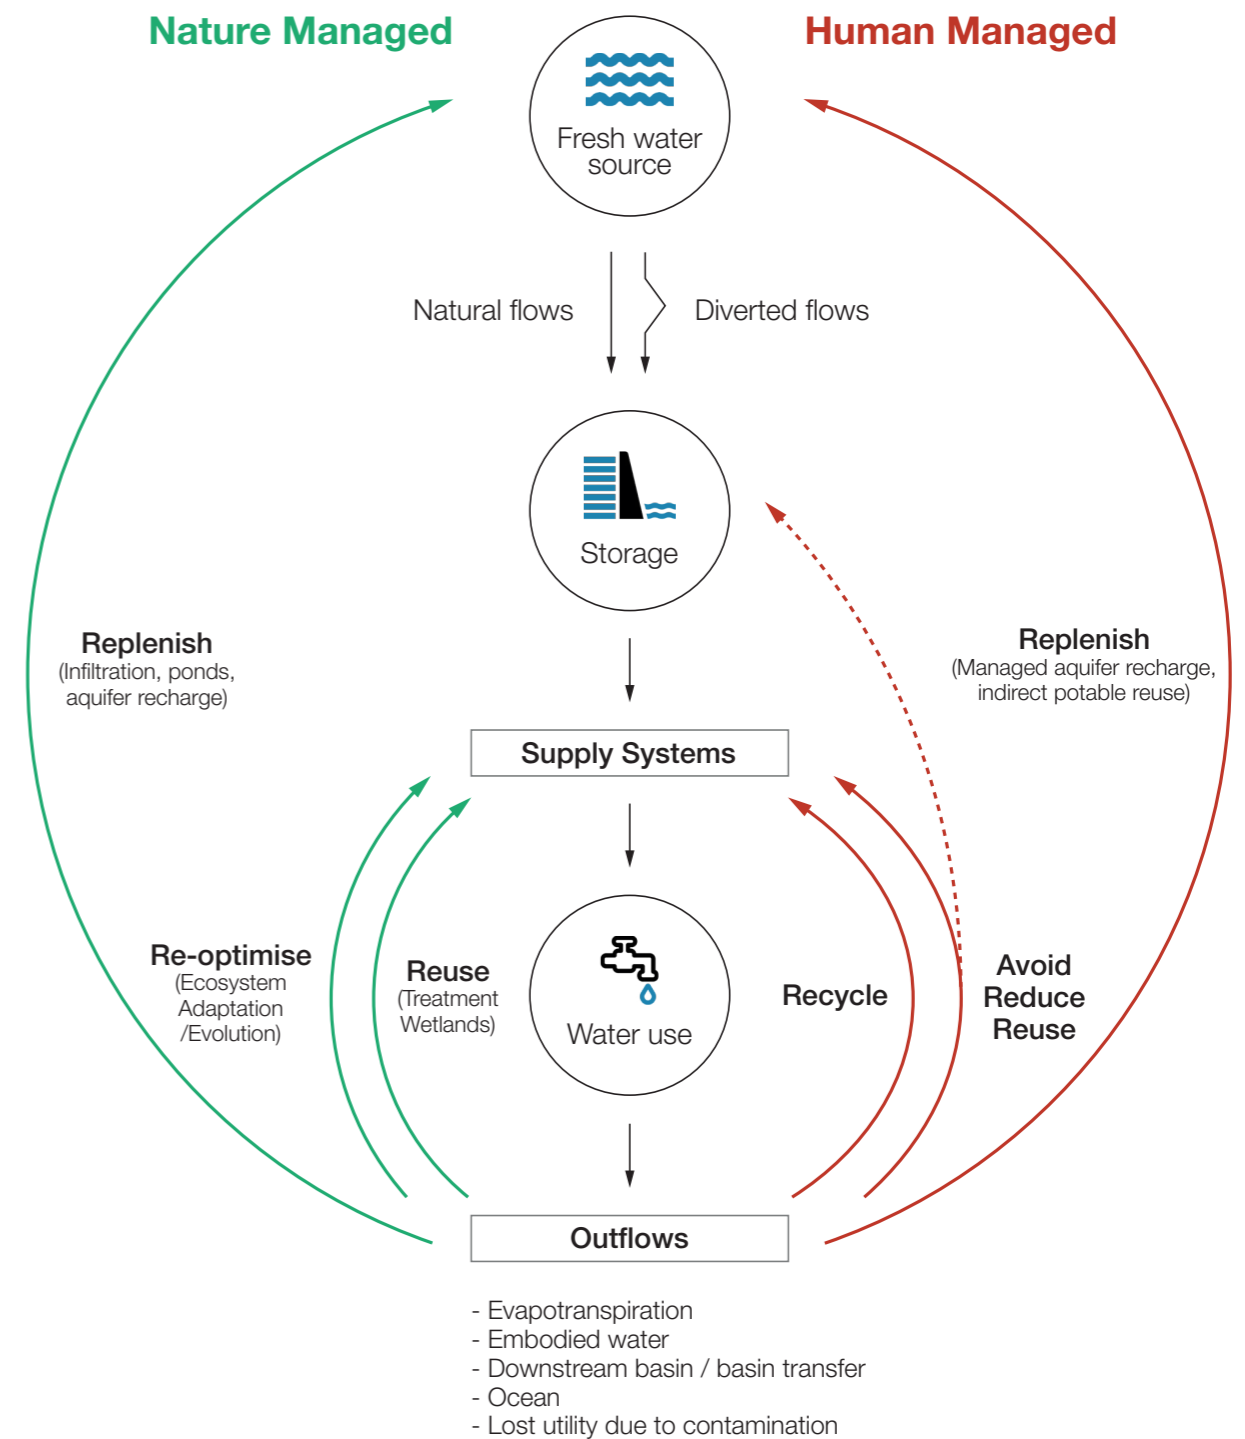 Nature Managed
Human Managed
Fresh water
source
Natural flows
Diverted flows
Storage
Replenish
(Infiltration, ponds,
aquifer recharge)
Replenish
(Managed aquifer recharge,
indirect potable reuse)
Supply Systems
Re-optimise
(Ecosystem
Adaptation
/Evolution)
Reuse
(Treatment
Wetlands)
Water use
Recycle
Avoid
Reduce
Reuse
Outflows
- Evapotranspiration
- Embodied water
- Downstream basin / basin transfer
- Ocean
- Lost utility due to contamination